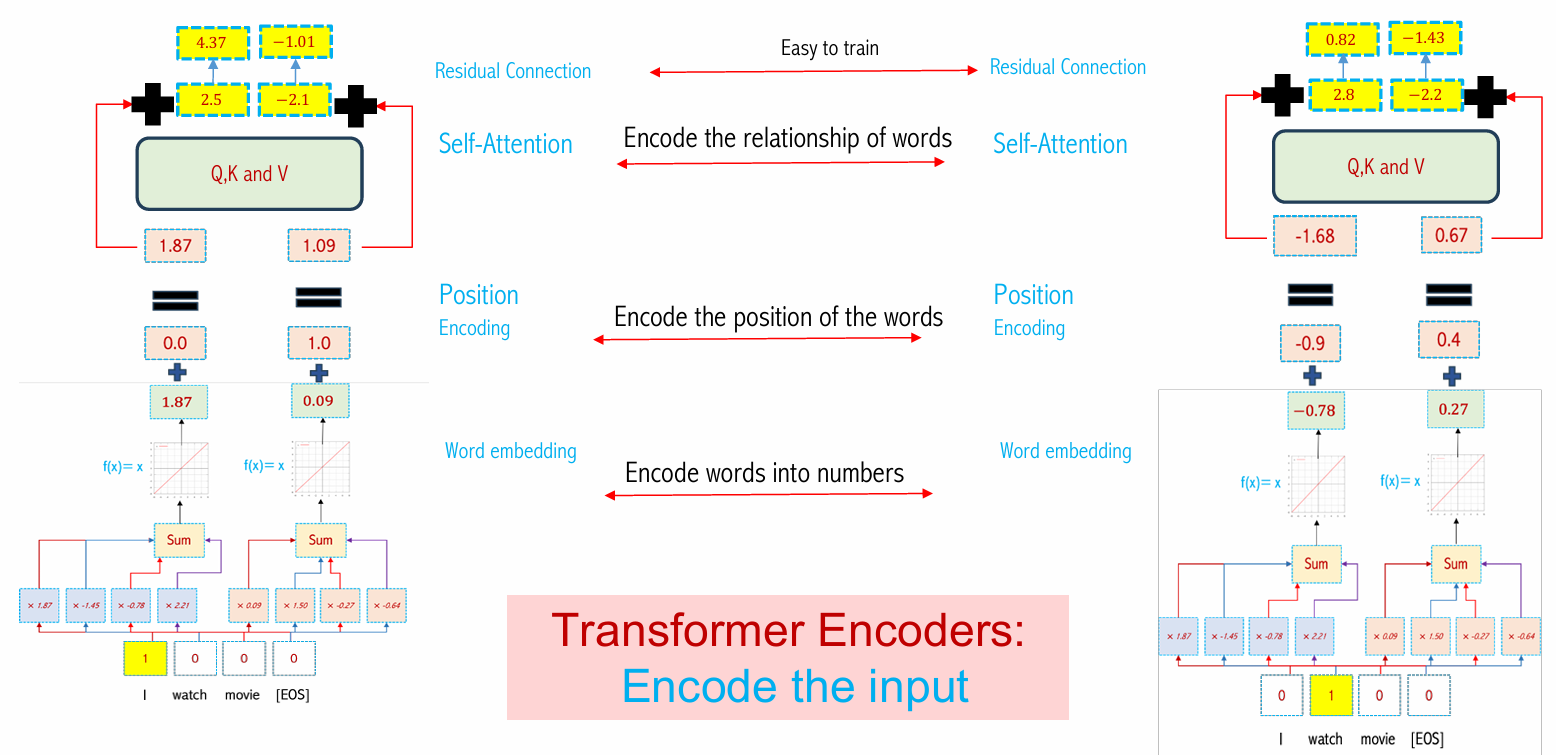 4.37 −1.01
2.5 −2.1
Q,K and V
1.87 1.09
0.0 1.0
1.87 0.09
f(x)= x f(x)= x
Sum Sum
× 1.87 × -1.45 × -0.78 × 2.21 × 0.09 × 1.50 × -0.27 × -0.64
1 0 0 0
I watch movie [EOS]
Residual Connection
Easy to train
Residual Connection
Self-Attention
Encode the relationship of words
Self-Attention
Position
Encoding
Encode the position of the words
Position
Encoding
Word embedding
Encode words into numbers
Word embedding
Transformer Encoders:
Encode the input
0.82 −1.43
2.8 −2.2
Q,K and V
-1.68 0.67
-0.9 0.4
−0.78 0.27
f(x)= x f(x)= x
Sum Sum
× 1.87 × -1.45 × -0.78 × 2.21 × 0.09 × 1.50 × -0.27 × -0.64
0 1 0 0
I watch movie [EOS]